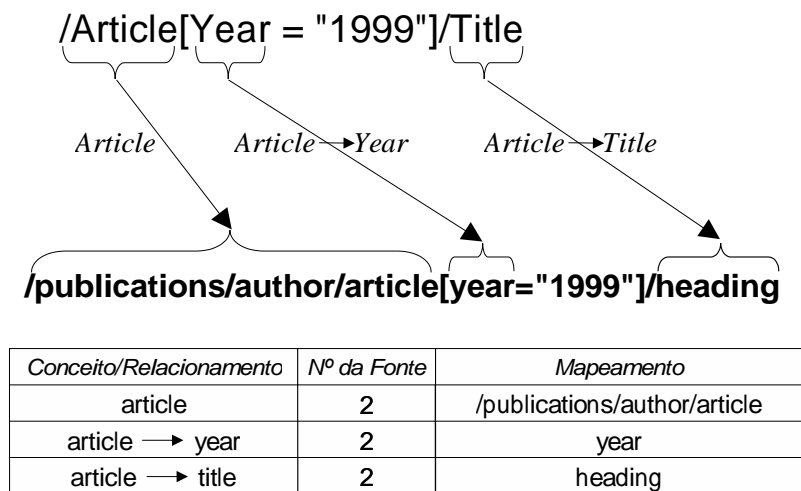 /Article[Year = "1999"]/Title
Article Article→Year Article→Title
/publications/author/article[year="1999"]/heading
Conceito/Relacionamento Nº da Fonte Mapeamento
article 2 /publications/author/article
article → year 2 year
article → title 2 heading